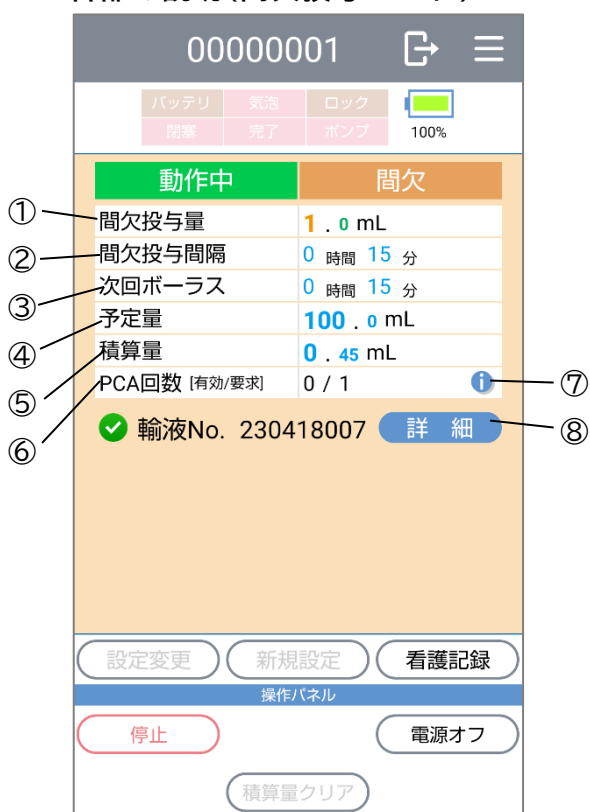 00000001
バッテリ 気泡 ロック
閉塞 完了 ポンプ 100%
動作中 間欠
① 間欠投与量 1.0 mL
② 間欠投与間隔 0 時間 15 分
③ 次回ボーラス 0 時間 15 分
④ 予定量 100.0 mL
⑤ 積算量 0.45 mL
⑥ PCA回数 [有効/要求] 0 / 1 i ⑦
輸液No. 230418007 詳 細 ⑧
設定変更 新規設定 看護記録
操作パネル
停止 電源オフ
積算量クリア